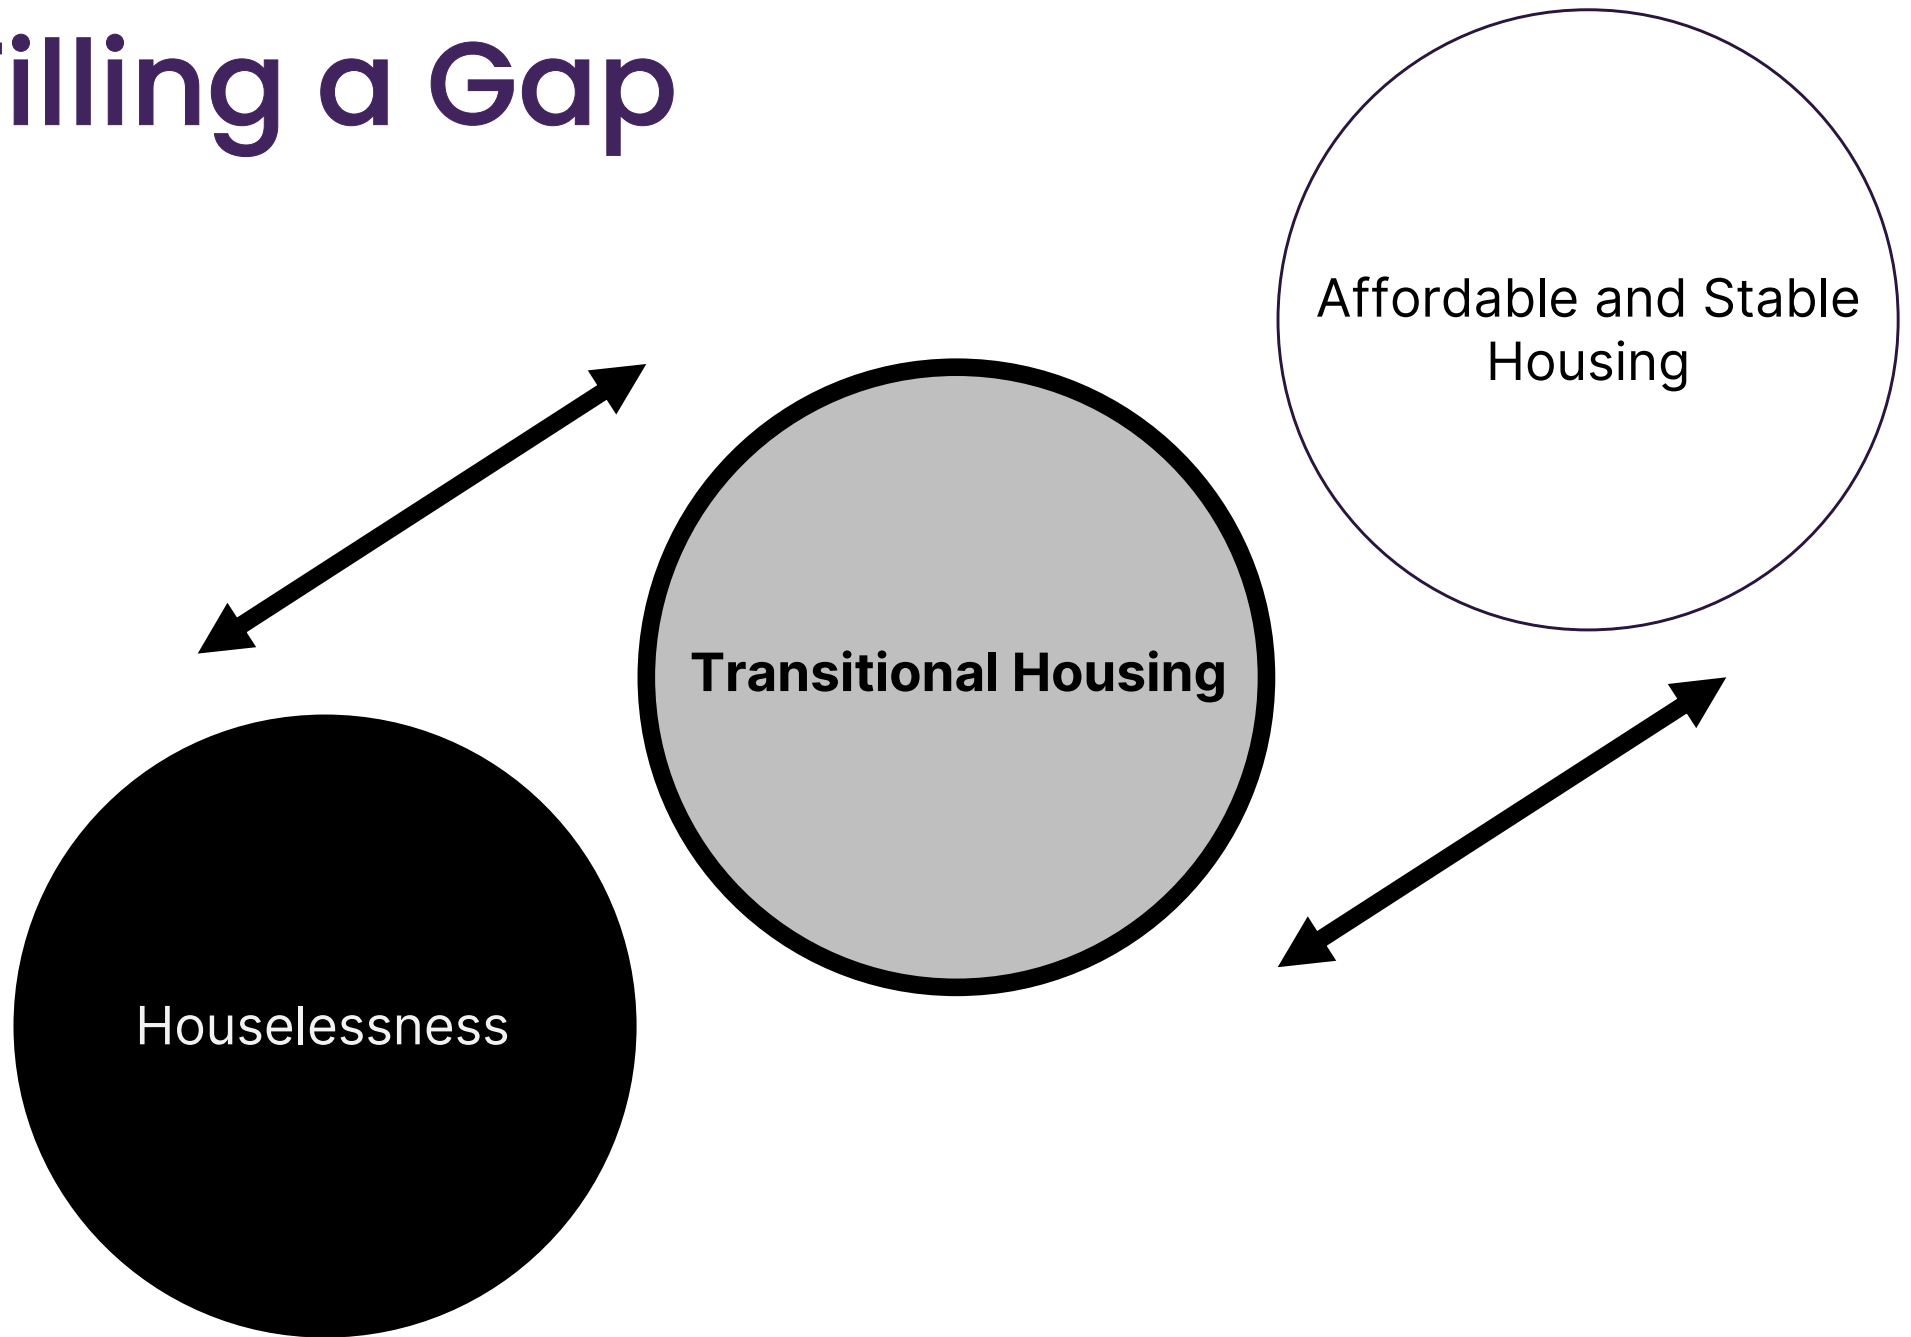 illing a Gap
Affordable and Stable
Housing
Transitional Housing
Houselessness